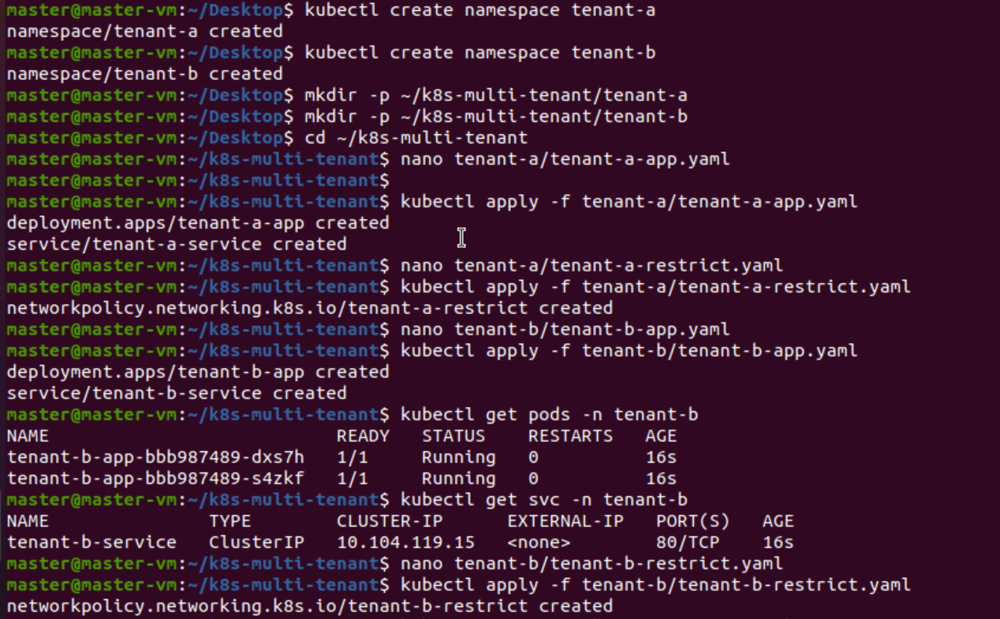 master@master-vm:~/Desktop$ kubectl create namespace tenant-a
namespace/tenant-a created
master@master-vm:~/Desktop$ kubectl create namespace tenant-b
namespace/tenant-b created
master@master-vm:~/Desktop$ mkdir -p ~/k8s-multi-tenant/tenant-a
master@master-vm:~/Desktop$ mkdir -p ~/k8s-multi-tenant/tenant-b
master@master-vm:~/Desktop$ cd ~/k8s-multi-tenant
master@master-vm:~/k8s-multi-tenant$ nano tenant-a/tenant-a-app.yaml
master@master-vm:~/k8s-multi-tenant$
master@master-vm:~/k8s-multi-tenant$ kubectl apply -f tenant-a/tenant-a-app.yaml
deployment.apps/tenant-a-app created
service/tenant-a-service created
master@master-vm:~/k8s-multi-tenant$ nano tenant-a/tenant-a-restrict.yaml
master@master-vm:~/k8s-multi-tenant$ kubectl apply -f tenant-a/tenant-a-restrict.yaml
networkpolicy.networking.k8s.io/tenant-a-restrict created
master@master-vm:~/k8s-multi-tenant$ nano tenant-b/tenant-b-app.yaml
master@master-vm:~/k8s-multi-tenant$ kubectl apply -f tenant-b/tenant-b-app.yaml
deployment.apps/tenant-b-app created
service/tenant-b-service created
master@master-vm:~/k8s-multi-tenant$ kubectl get pods -n tenant-b
NAME                           READY   STATUS    RESTARTS   AGE
tenant-b-app-bbb987489-dxs7h   1/1     Running   0          16s
tenant-b-app-bbb987489-s4zkf   1/1     Running   0          16s
master@master-vm:~/k8s-multi-tenant$ kubectl get svc -n tenant-b
NAME               TYPE        CLUSTER-IP      EXTERNAL-IP   PORT(S)   AGE
tenant-b-service   ClusterIP   10.104.119.15   <none>        80/TCP    16s
master@master-vm:~/k8s-multi-tenant$ nano tenant-b/tenant-b-restrict.yaml
master@master-vm:~/k8s-multi-tenant$ kubectl apply -f tenant-b/tenant-b-restrict.yaml
networkpolicy.networking.k8s.io/tenant-b-restrict created